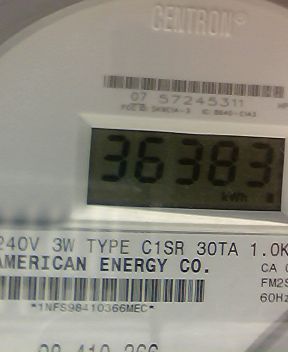 CENTRON®
07 57245311
36383
kWh
240V 3W TYPE C1SR 30TA 1.0K
AMERICAN ENERGY CO.
CA
FM2S
60Hz
*1NFS98410366MEC*